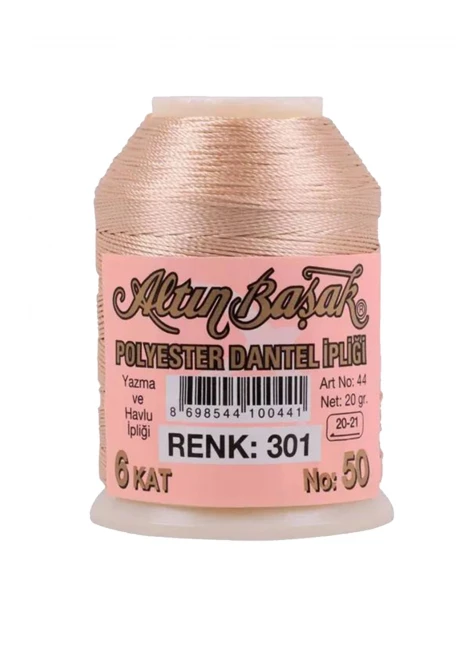 Altın Başak
POLYESTER DANTEL İPLİĞİ
Yazma
ve
Havlu
İpliği
8 698544 100441
Art No: 44
Net: 20 gr.
20-21
RENK: 301
6 KAT
No: 50